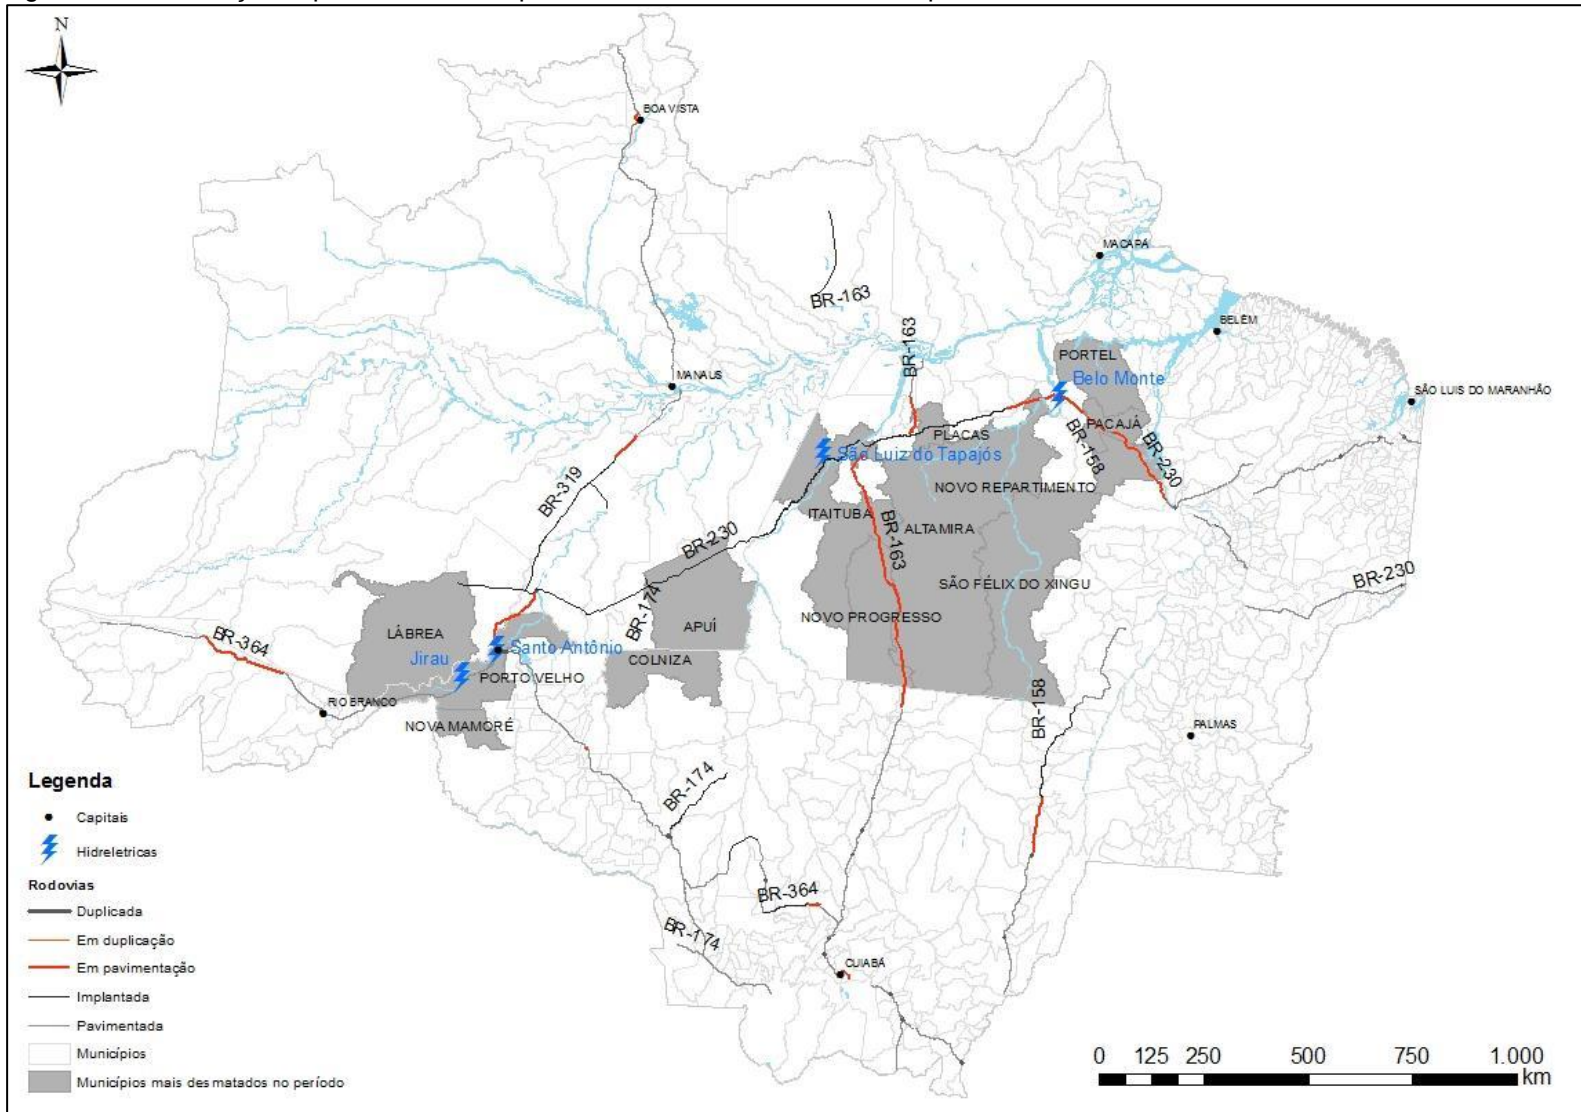 N
BOA VISTA
MACAPÁ
BR-163
BELÉM
BR-163
PORTEL
MANAUS
Belo Monte
SÃO LUIS DO MARANHÃO
PACAJÁ
PLACAS
São Luiz do Tapajós
BR-158
BR-230
BR-319
NOVO REPARTIMENTO
ITAITUBA
ALTAMIRA
BR-230
BR-163
BR-230
SÃO FÉLIX DO XINGU
BR-174
NOVO PROGRESSO
APUÍ
LÁBREA
BR-364
Santo Antônio
Jirau
COLNIZA
PORTO VELHO
RIO BRANCO
NOVA MAMORÉ
BR-158
PALMAS
BR-174
BR-364
BR-174
CUIABÁ
Legenda
Capitais
Hidreletricas
Rodovias
Duplicada
Em duplicação
Em pavimentação
Implantada
Pavimentada
Municípios
Municípios mais desmatados no período
0 125 250 500 750 1.000
km